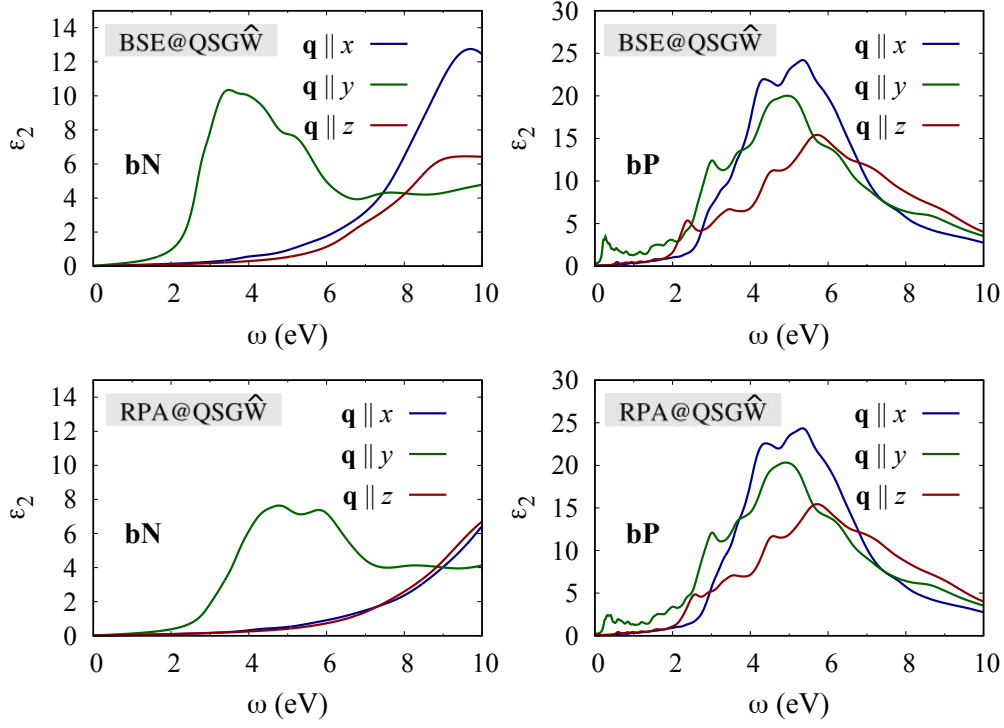 14
12
10
8
6
4
2
0
ε₂
BSE@QSGŴ
q || x
q || y
q || z
bN
0 2 4 6 8 10
ω (eV)
30
25
20
15
10
5
0
ε₂
BSE@QSGŴ
q || x
q || y
q || z
bP
0 2 4 6 8 10
ω (eV)
14
12
10
8
6
4
2
0
ε₂
RPA@QSGŴ
q || x
q || y
q || z
bN
0 2 4 6 8 10
ω (eV)
30
25
20
15
10
5
0
ε₂
RPA@QSGŴ
q || x
q || y
q || z
bP
0 2 4 6 8 10
ω (eV)